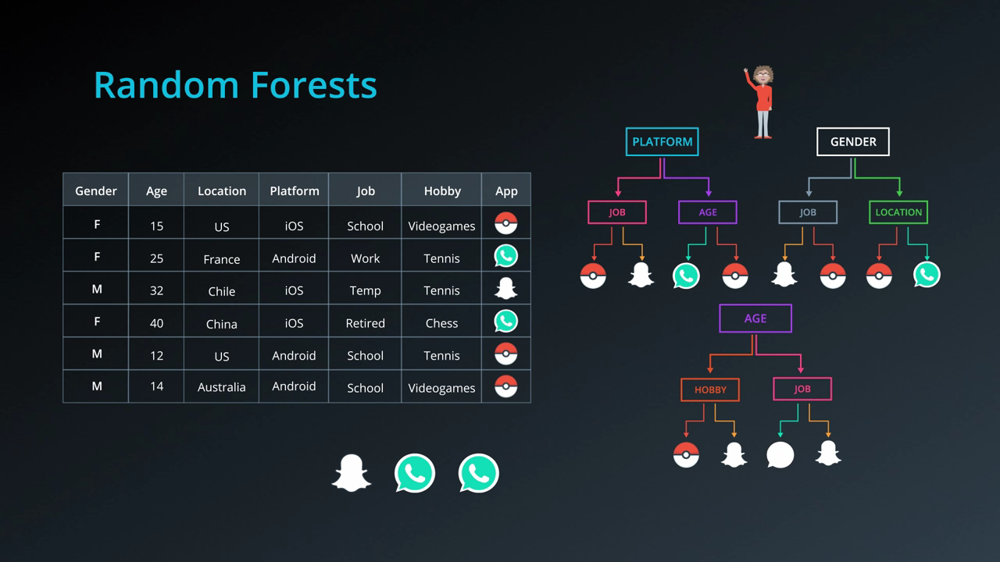 Random Forests
Gender Age Location Platform Job Hobby App
F 15 US iOS School Videogames
F 25 France Android Work Tennis
M 32 Chile iOS Temp Tennis
F 40 China iOS Retired Chess
M 12 US Android School Tennis
M 14 Australia Android School Videogames
PLATFORM GENDER
JOB AGE JOB LOCATION
AGE
HOBBY JOB